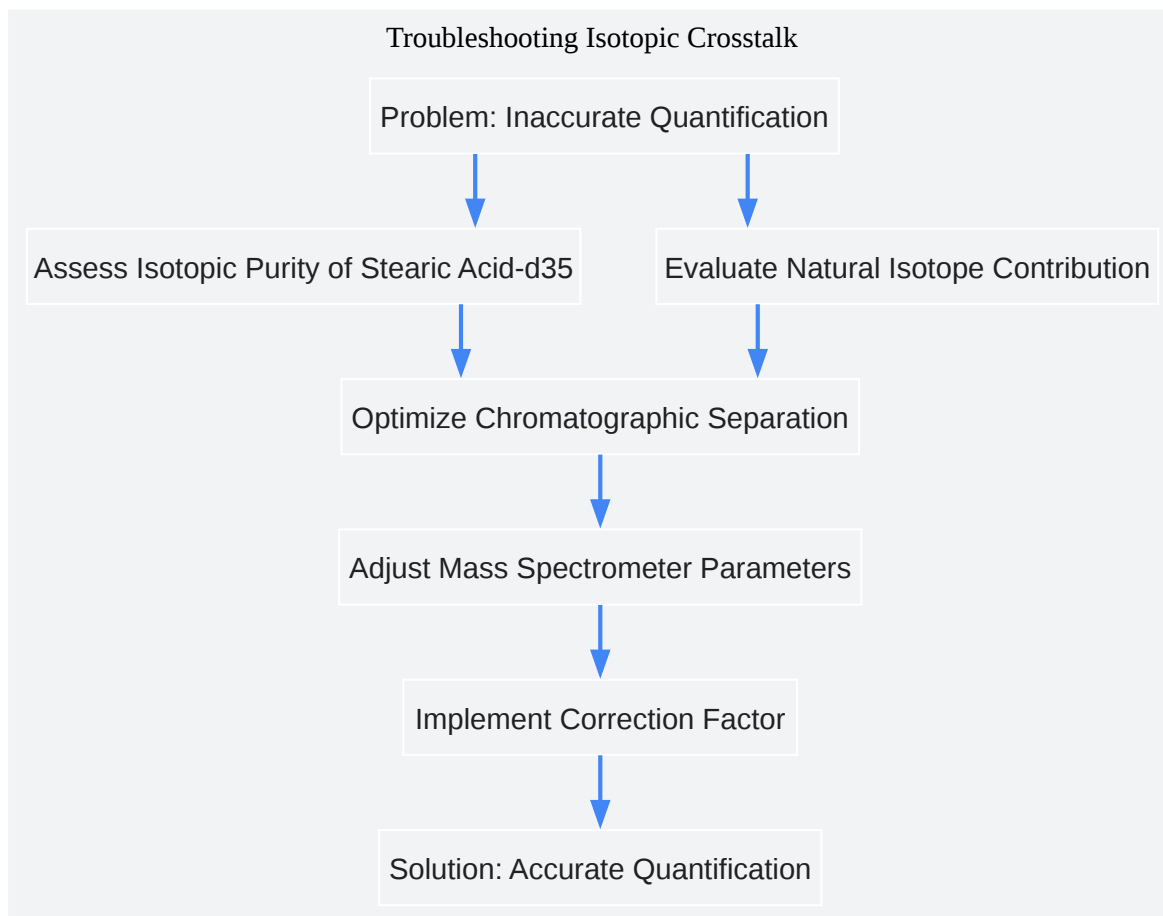 Troubleshooting Isotopic Crosstalk
Problem: Inaccurate Quantification
Assess Isotopic Purity of Stearic Acid-d35
Evaluate Natural Isotope Contribution
Optimize Chromatographic Separation
Adjust Mass Spectrometer Parameters
Implement Correction Factor
Solution: Accurate Quantification